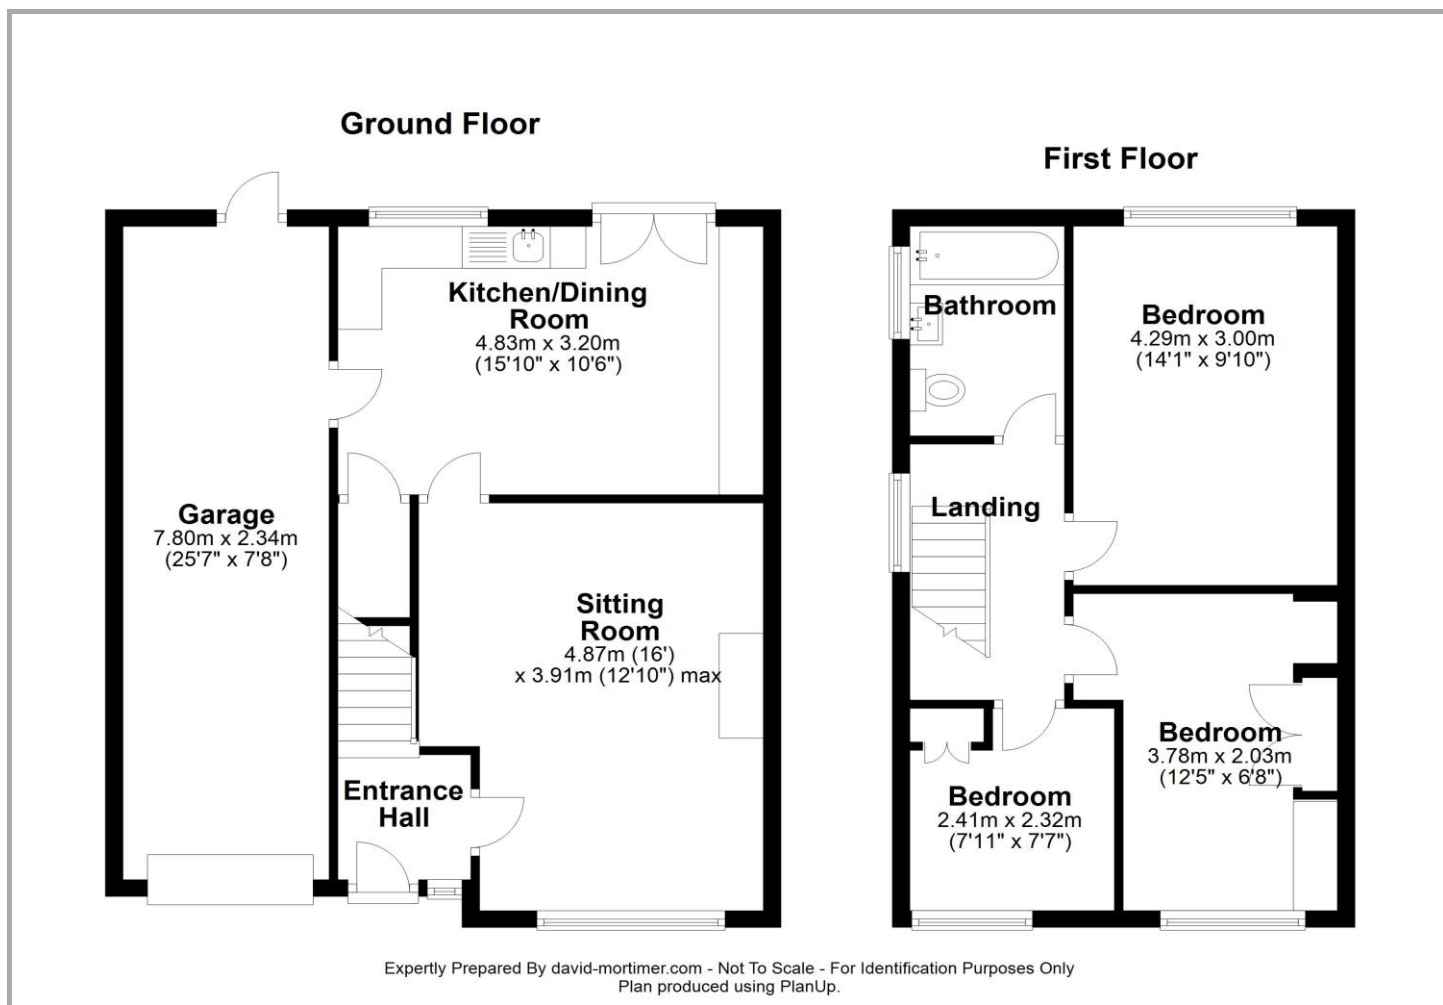 Ground Floor
First Floor
Kitchen/Dining
Room
4.83m x 3.20m
(15'10" x 10'6")
Garage
7.80m x 2.34m
(25'7" x 7'8")
Sitting
Room
4.87m (16')
x 3.91m (12'10") max
Entrance
Hall
Bathroom
Bedroom
4.29m x 3.00m
(14'1" x 9'10")
Landing
Bedroom
3.78m x 2.03m
(12'5" x 6'8")
Bedroom
2.41m x 2.32m
(7'11" x 7'7")
Expertly Prepared By david-mortimer.com - Not To Scale - For Identification Purposes Only
Plan produced using PlanUp.